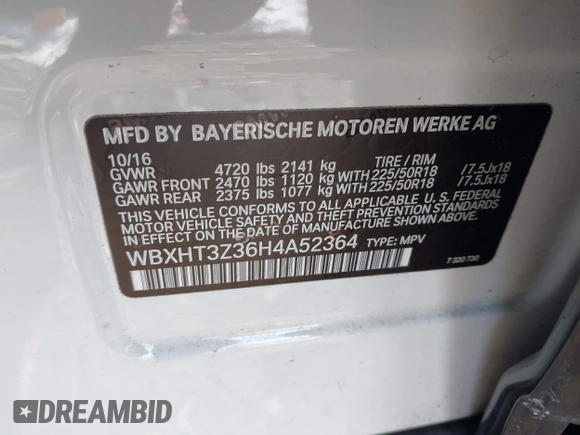 MFD BY BAYERISCHE MOTOREN WERKE AG
10/16 TIRE / RIM
GVWR 4720 lbs 2141 kg
GAWR FRONT 2470 lbs 1120 kg WITH 225/50R18 /7.5Jx18
GAWR REAR 2375 lbs 1077 kg WITH 225/50R18 /7.5Jx18
THIS VEHICLE CONFORMS TO ALL APPLICABLE U. S. FEDERAL
MOTOR VEHICLE SAFETY AND THEFT PREVENTION STANDARDS
IN EFFECT ON THE DATE OF MANUFACTURE SHOWN ABOVE.
WBXHT3Z36H4A52364 TYPE: MPV
7 320 730
DREAMBID